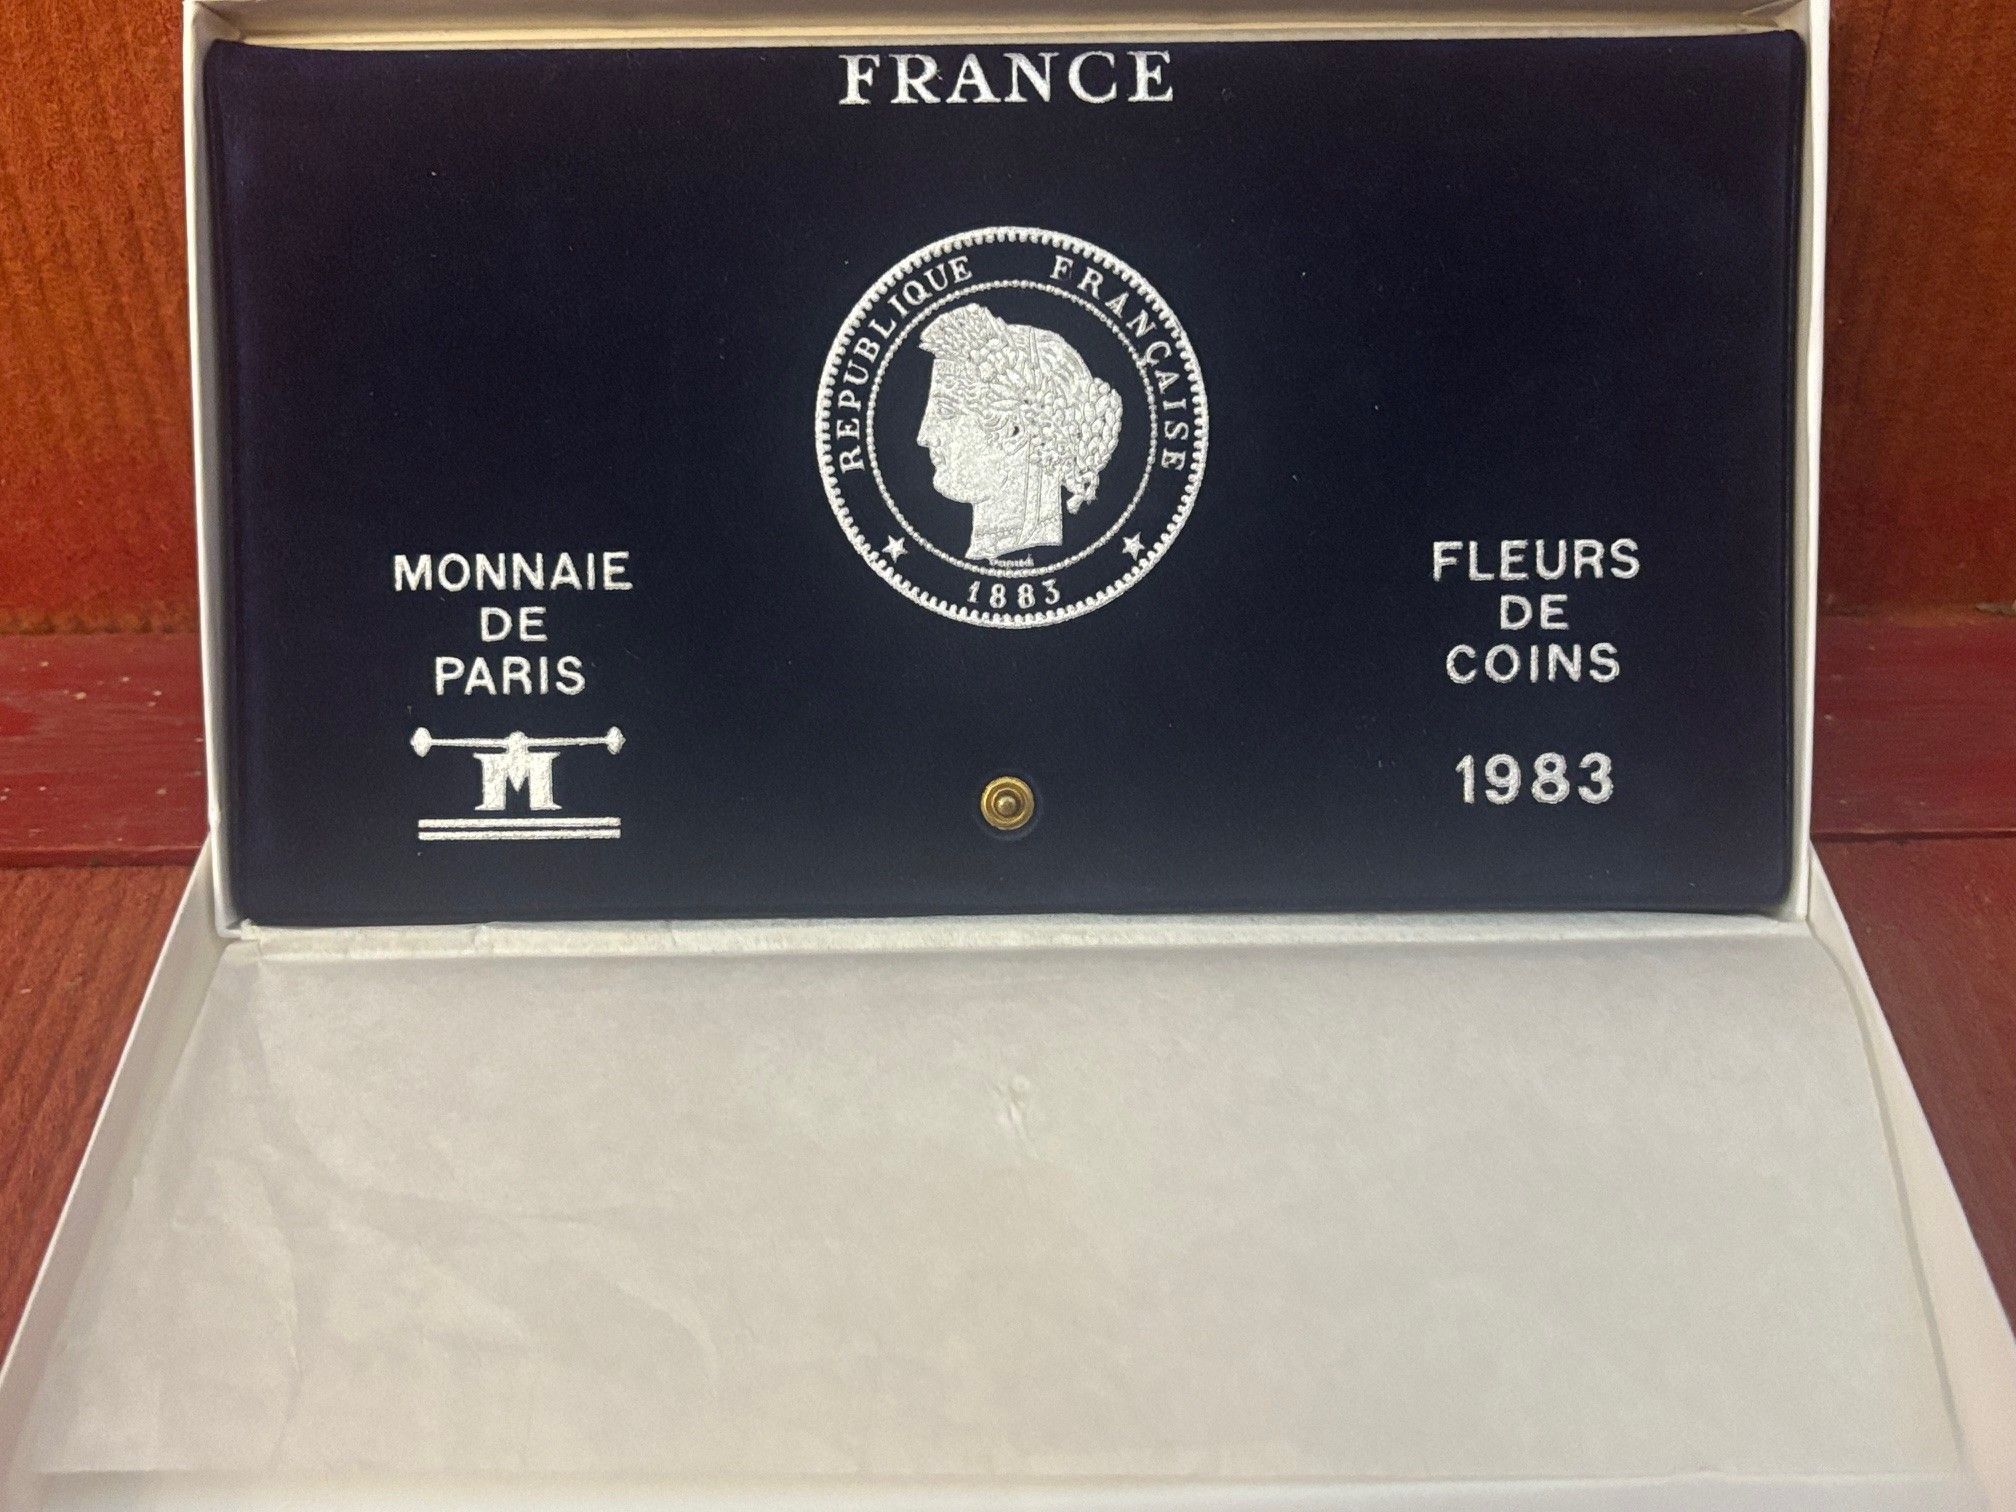 FRANCE
REPUBLIQUE FRANÇAISE
1883
MONNAIE
DE
PARIS
M
FLEURS
DE
COINS
1983